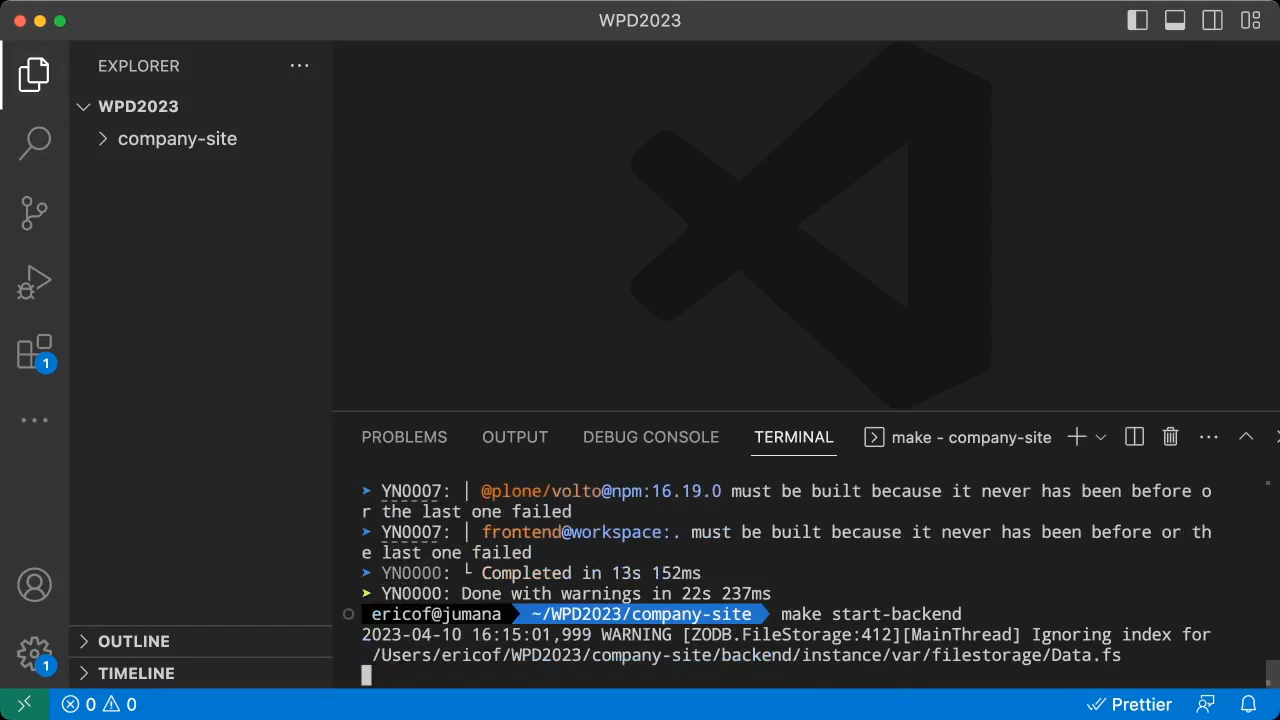 WPD2023
EXPLORER
WPD2023
company-site
1
1
OUTLINE
TIMELINE
PROBLEMS OUTPUT DEBUG CONSOLE TERMINAL make - company-site
➤ YN0007: │ @plone/volto@npm:16.19.0 must be built because it never has been before o
r the last one failed
➤ YN0007: │ frontend@workspace:. must be built because it never has been before or th
e last one failed
➤ YN0000: └ Completed in 13s 152ms
➤ YN0000: Done with warnings in 22s 237ms
ericof@jumana ~/WPD2023/company-site make start-backend
2023-04-10 16:15:01,999 WARNING [ZODB.FileStorage:412][MainThread] Ignoring index for
/Users/ericof/WPD2023/company-site/backend/instance/var/filestorage/Data.fs
0 0 Prettier